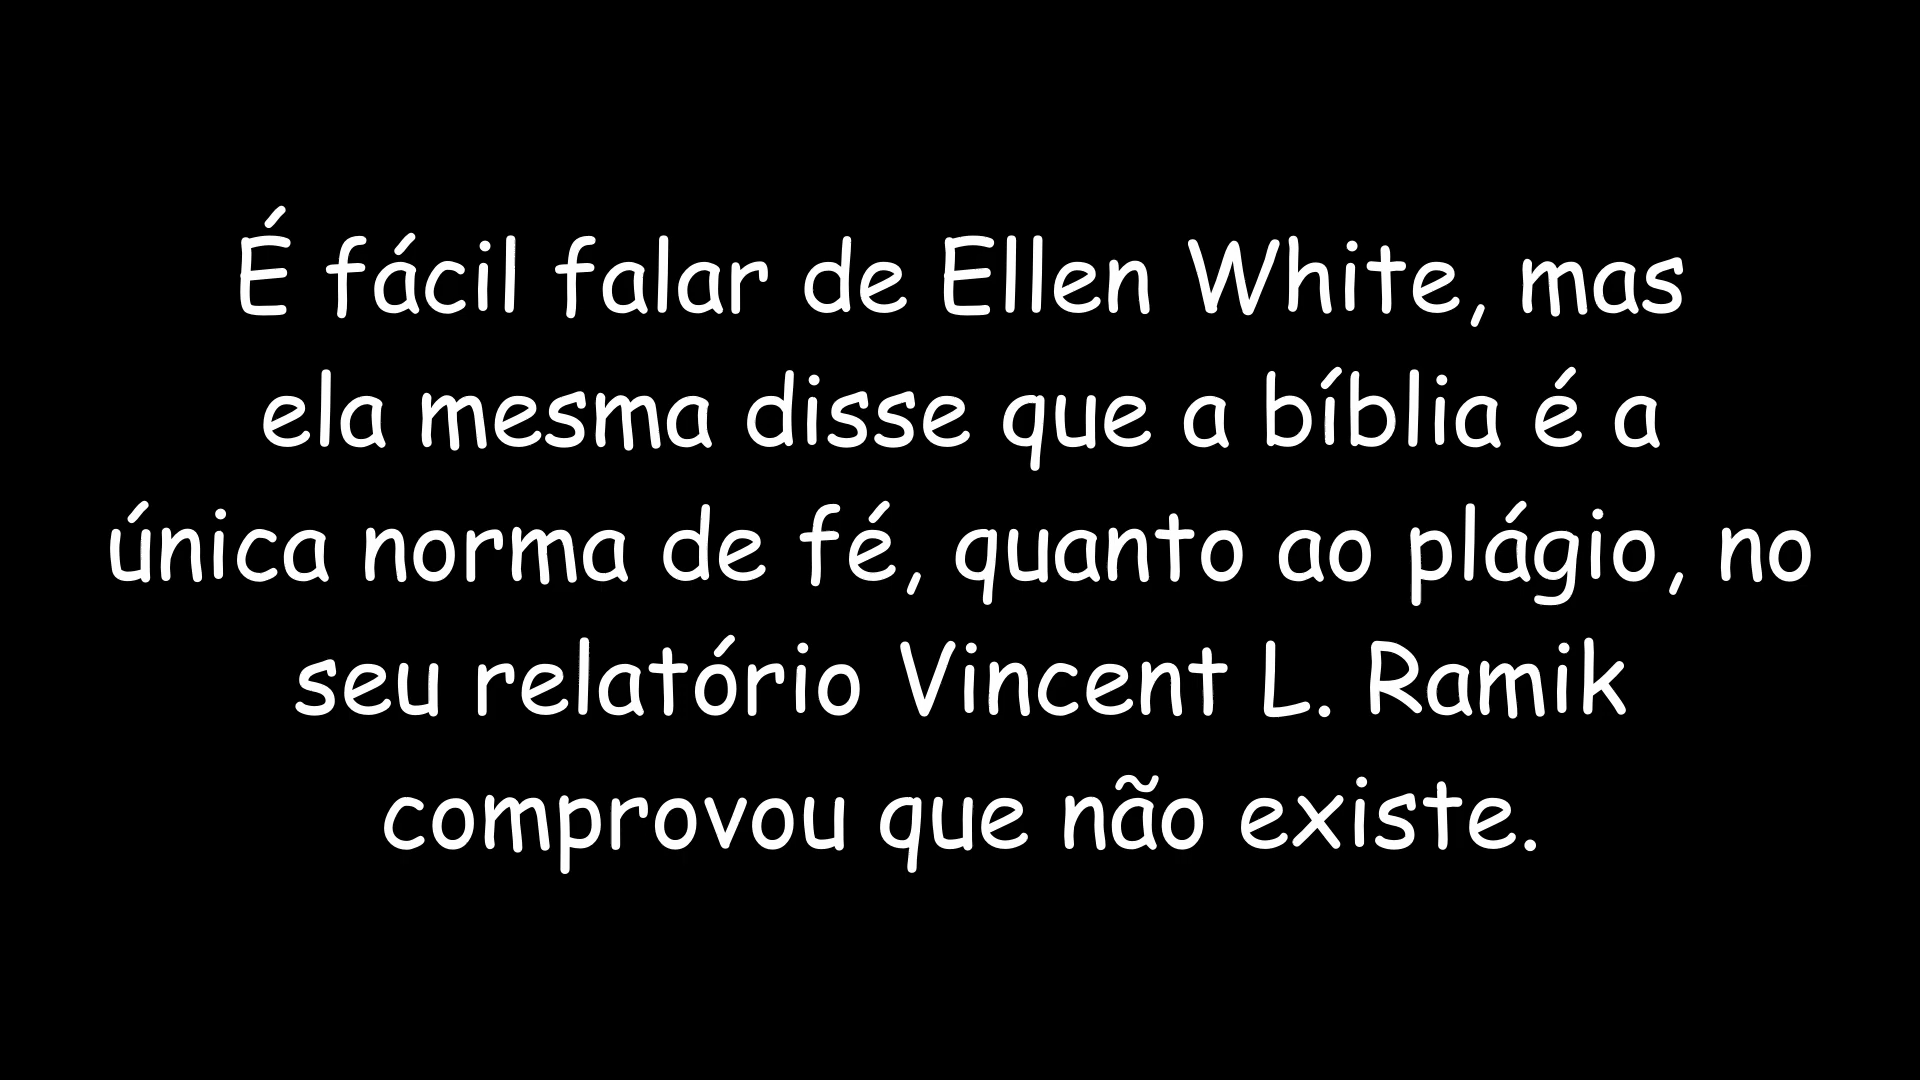 É fácil falar de Ellen White, mas
ela mesma disse que a bíblia é a
única norma de fé, quanto ao plágio, no
seu relatório Vincent L. Ramik
comprovou que não existe.